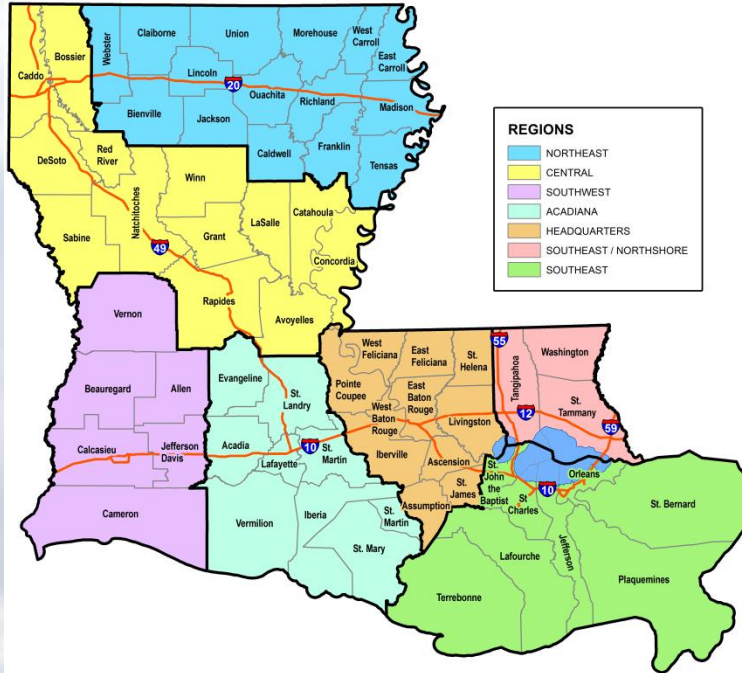 Claiborne
Union
Morehouse
West
Carroll
East
Carroll
Webster
Bossier
Caddo
Lincoln
20
Ouachita
Richland
Madison
Bienville
Jackson
Caldwell
Franklin
Tensas
REGIONS
NORTHEAST
CENTRAL
SOUTHWEST
ACADIANA
HEADQUARTERS
SOUTHEAST / NORTHSHORE
SOUTHEAST
DeSoto
Red
River
Winn
Natchitoches
LaSalle
Catahoula
Sabine
49
Grant
Concordia
Rapides
Avoyelles
Vernon
Beauregard
Allen
Calcasieu
Jefferson
Davis
Cameron
Evangeline
St.
Landry
Acadia
10
Lafayette
St.
Martin
Vermilion
Iberia
St.
Martin
St. Mary
West
Feliciana
East
Feliciana
St.
Helena
Pointe
Coupee
East
Baton
Rouge
West
Baton
Rouge
Livingston
Iberville
Ascension
Assumption
St.
James
55
Tangipahoa
Washington
St.
Tammany
12
59
St.
John
the
Baptist
St
Charles
10
Orleans
St. Bernard
Jefferson
Lafourche
Plaquemines
Terrebonne